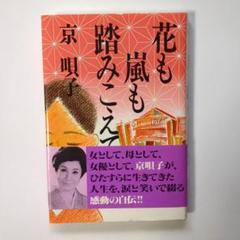 花も
嵐も
踏みこえて
京 唄子
女として、母として、
女優として、京唄子が、
ひたすらに生きてきた
人生を、涙と笑いで綴る
感動の自伝!!